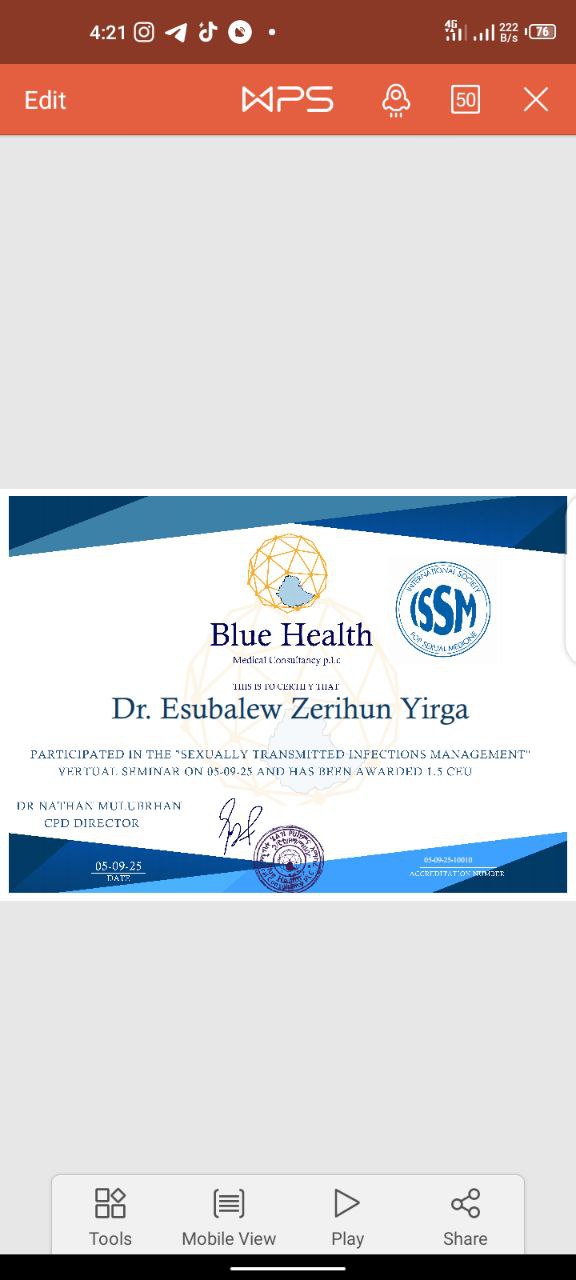 4:21
4G
222 B/s
76
Edit
WPS
50
INTERNATIONAL SOCIETY
ISSM
FOR SEXUAL MEDICINE
Blue Health
Medical Consultancy p.l.c
THIS IS TO CERTIFY THAT
Dr. Esubalew Zerihun Yirga
PARTICIPATED IN THE "SEXUALLY TRANSMITTED INFECTIONS MANAGEMENT"
VERTUAL SEMINAR ON 05-09-25 AND HAS BEEN AWARDED 1.5 CEU
DR NATHAN MULUBRHAN
CPD DIRECTOR
05-09-25
DATE
05-09-25-10010
ACCREDITATION NUMBER
Tools
Mobile View
Play
Share